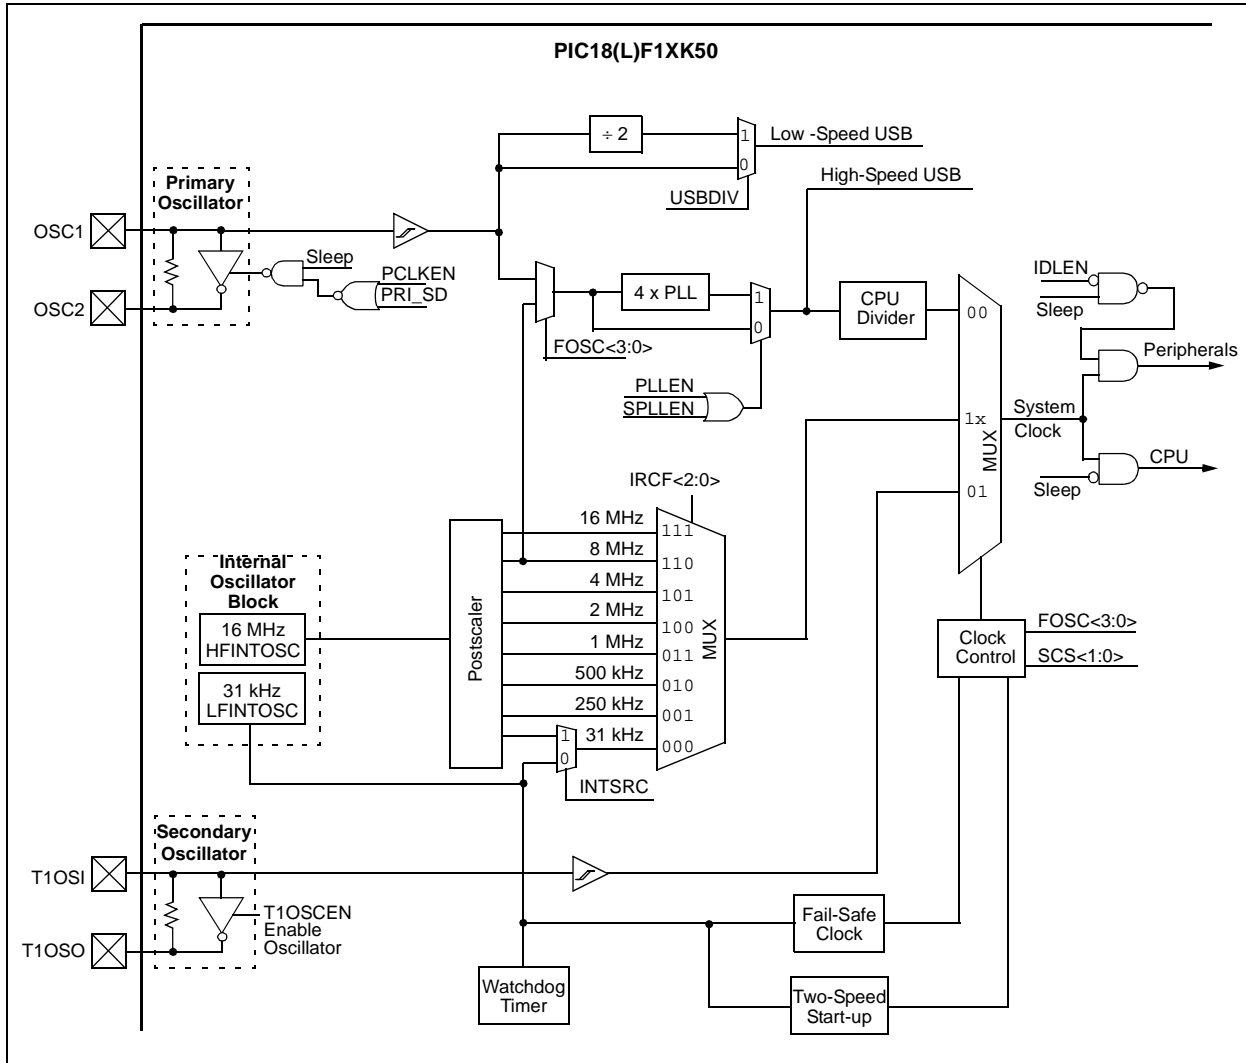 PIC18(L)F1XK50
÷ 2
1
0
Low -Speed USB
USBDIV
High-Speed USB
Primary
Oscillator
OSC1
OSC2
Sleep
PCLKEN
PRI_SD
4 x PLL
1
0
FOSC<3:0>
PLLEN
SPLLEN
CPU
Divider
00
1x
01
MUX
System
Clock
IDLEN
Sleep
Peripherals
CPU
Sleep
IRCF<2:0>
Internal
Oscillator
Block
16 MHz
HFINTOSC
31 kHz
LFINTOSC
Postscaler
16 MHz
8 MHz
4 MHz
2 MHz
1 MHz
500 kHz
250 kHz
31 kHz
111
110
101
100
011
010
001
000
MUX
1
0
INTSRC
Clock
Control
FOSC<3:0>
SCS<1:0>
Secondary
Oscillator
T1OSI
T1OSO
T1OSCEN
Enable
Oscillator
Fail-Safe
Clock
Watchdog
Timer
Two-Speed
Start-up